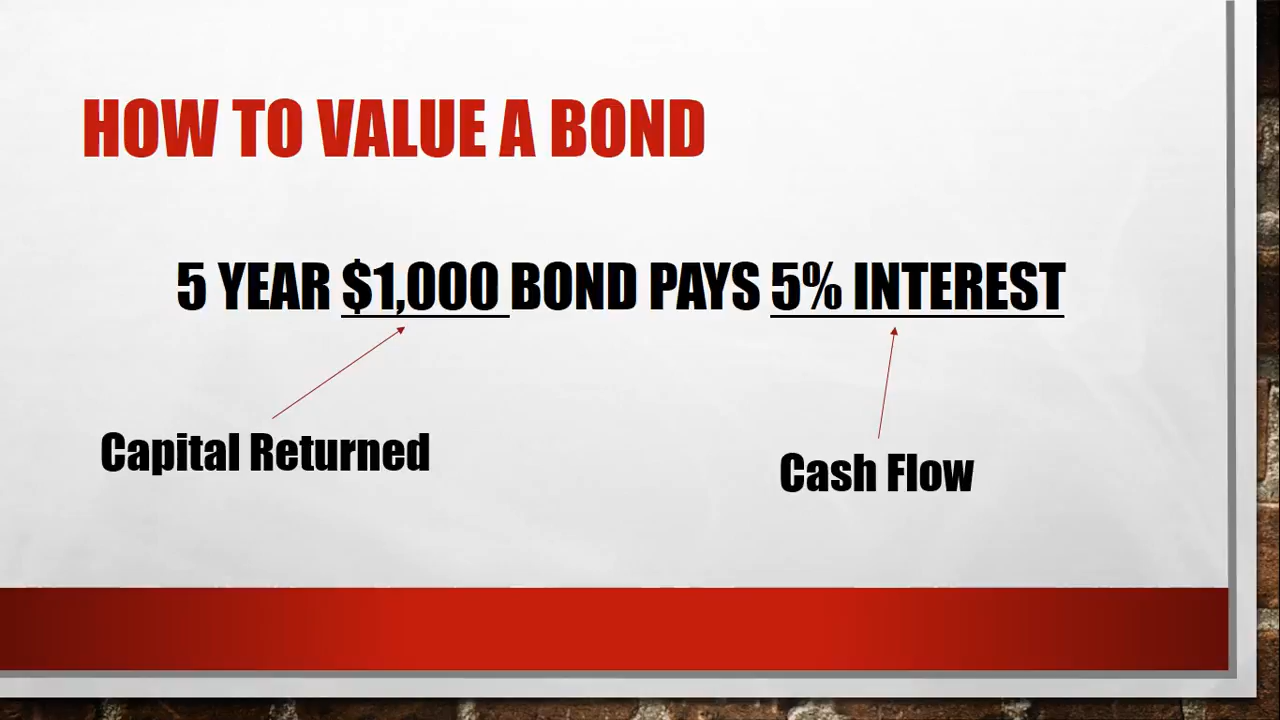 HOW TO VALUE A BOND
5 YEAR $1,000 BOND PAYS 5% INTEREST
Capital Returned
Cash Flow